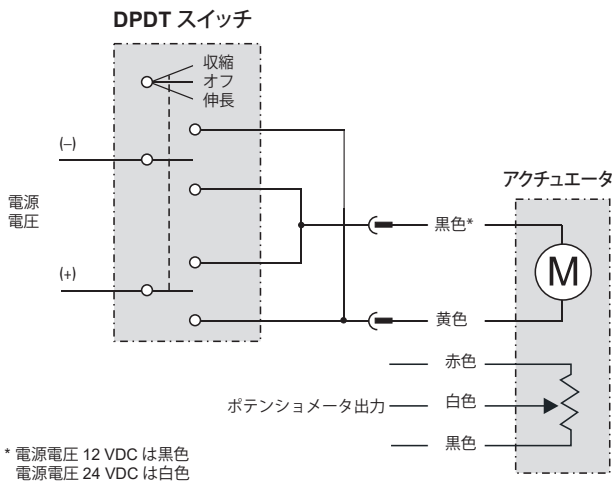 DPDT スイッチ
収縮
オフ
伸長
(–)
電源
電圧
(+)
アクチュエータ
黒色*
M
黄色
赤色
ポテンショメータ出力
白色
黒色
* 電源電圧 12 VDC は黒色
電源電圧 24 VDC は白色